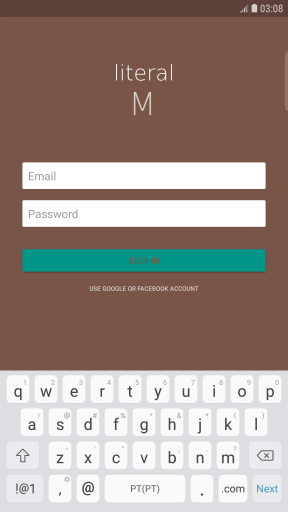 03:08
literal
M
Email
Password
SIGN IN
USE GOOGLE OR FACEBOOK ACCOUNT
q 1 w 2 e 3 r 4 t 5 y 6 u 7 i 8 o 9 p 0
a ! s @ d # f % g ^ h & j * k ( l )
z x c v b n m ?
!@1 , @ PT(PT) . .com Next